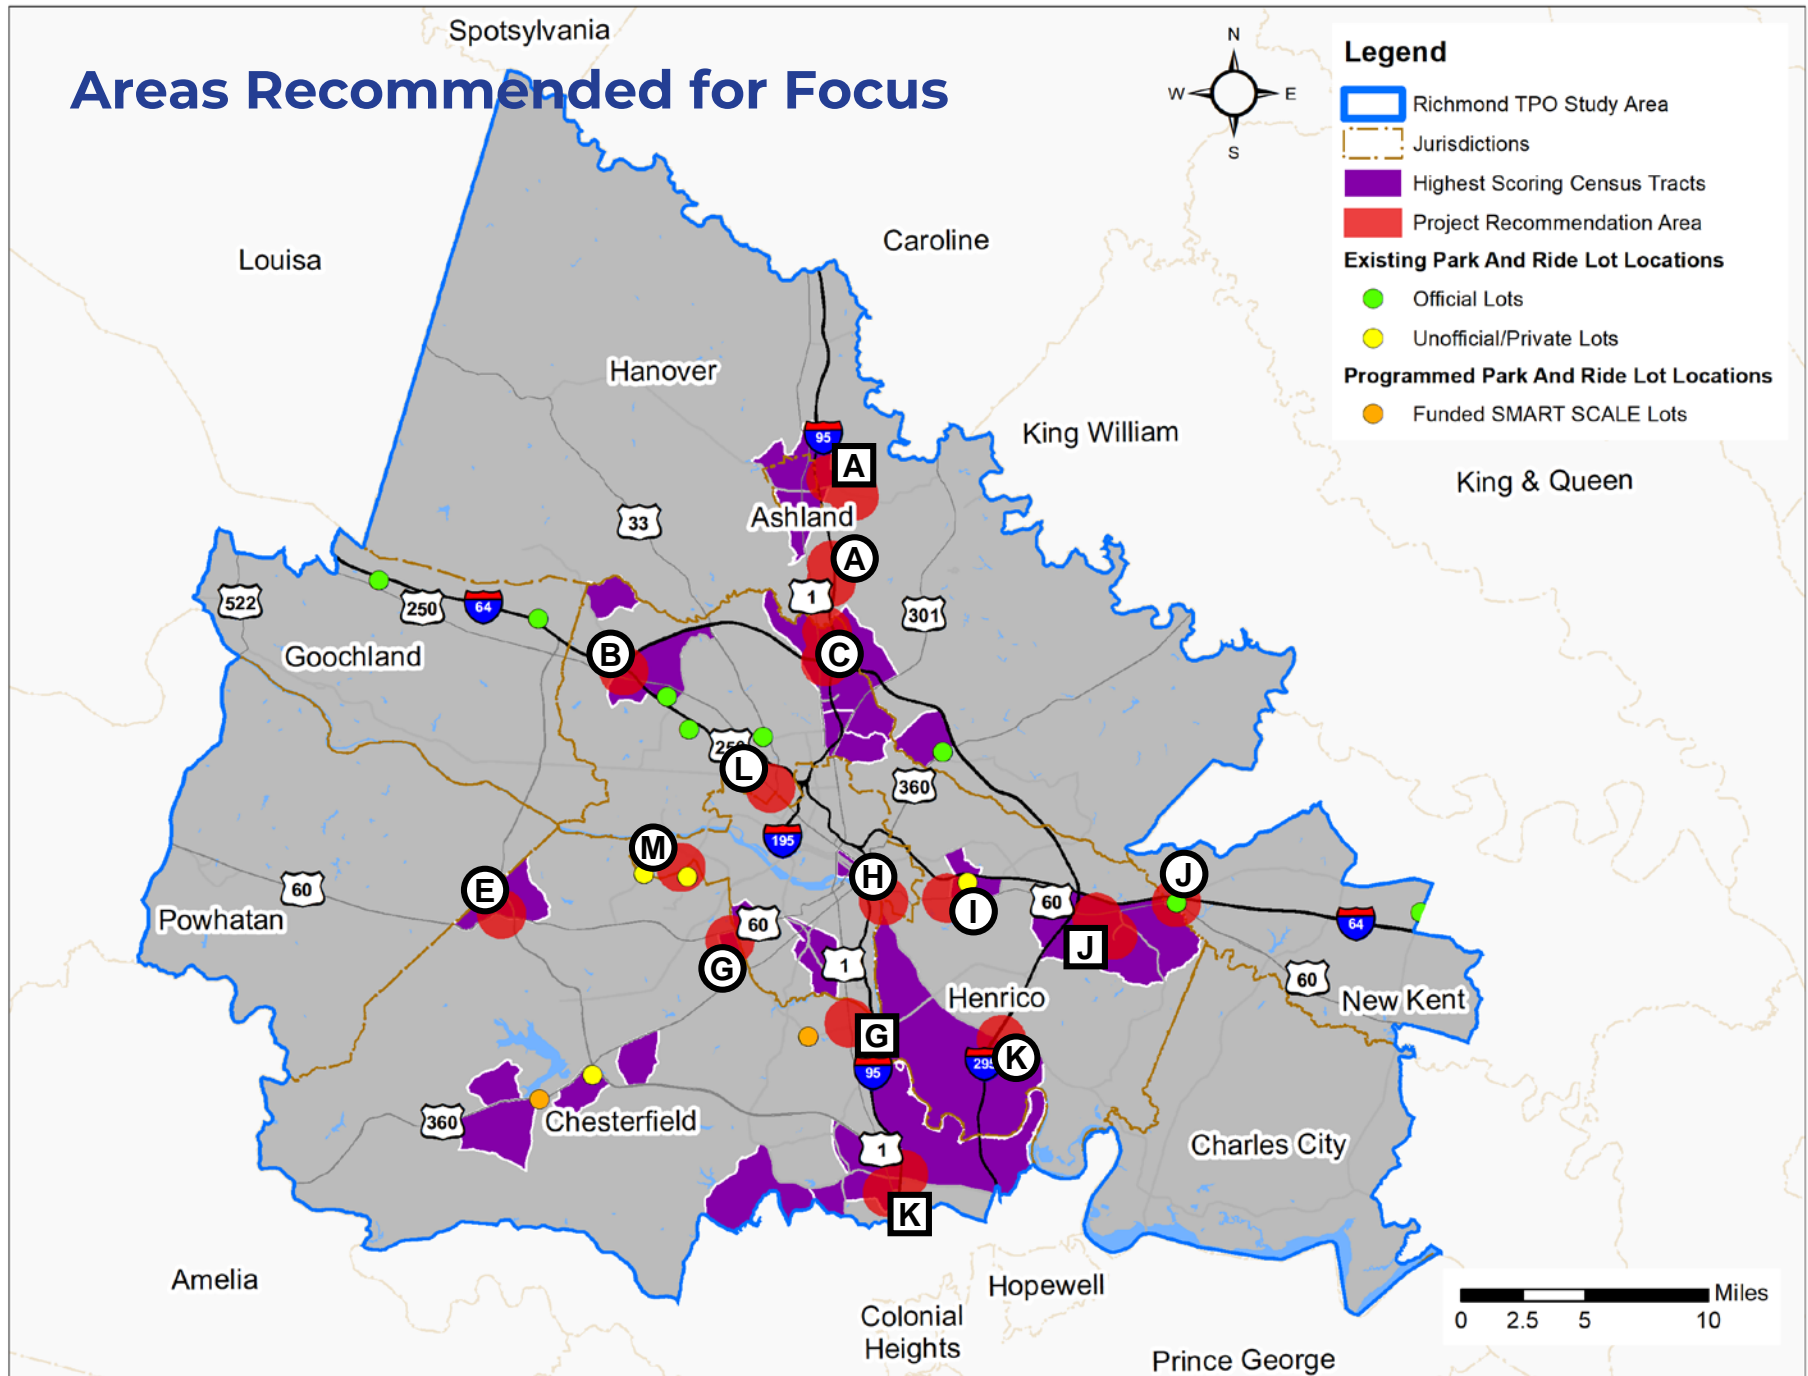 Spotsylvania
Areas Recommended for Focus
N
W
E
S
Legend
Richmond TPO Study Area
Jurisdictions
Highest Scoring Census Tracts
Project Recommendation Area
Existing Park And Ride Lot Locations
Official Lots
Unofficial/Private Lots
Programmed Park And Ride Lot Locations
Funded SMART SCALE Lots
Louisa
Caroline
Hanover
King William
King & Queen
95
A
33
Ashland
A
522
250
64
1
301
Goochland
B
C
250
L
360
195
M
H
J
E
60
I
60
Powhatan
60
64
G
1
J
60
Henrico
New Kent
G
95
295
K
360
Chesterfield
1
Charles City
K
Amelia
Hopewell
Colonial
Heights
Prince George
Miles
0
2.5
5
10